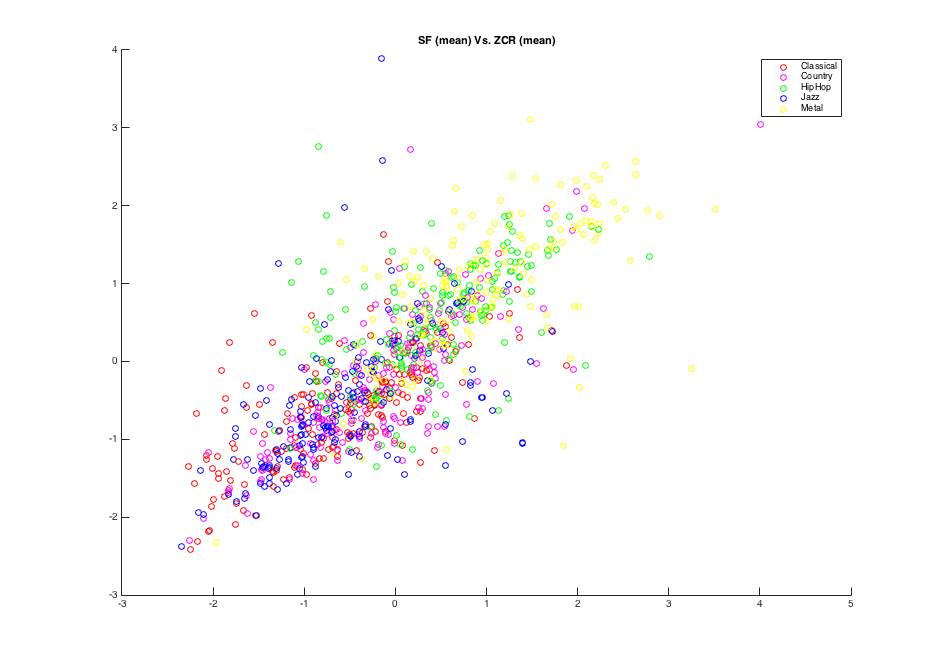 SF (mean) Vs. ZCR (mean)
4
Classical
Country
HipHop
Jazz
Metal
3
2
1
0
-1
-2
-3
-3 -2 -1 0 1 2 3 4 5